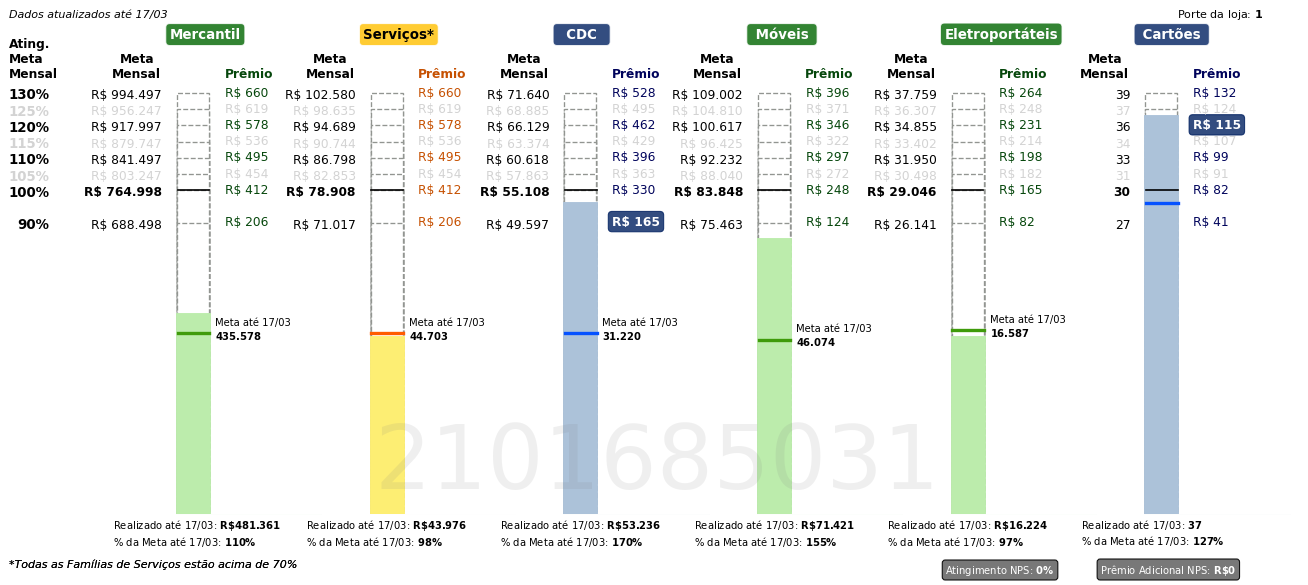 Dados atualizados até 17/03
Porte da loja: 1
Mercantil Serviços* CDC Móveis Eletroportáteis Cartões
Ating. Meta Mensal
Meta Mensal Prêmio Meta Mensal Prêmio Meta Mensal Prêmio Meta Mensal Prêmio Meta Mensal Prêmio Meta Mensal Prêmio
130% R$ 994.497 R$ 660 R$ 102.580 R$ 660 R$ 71.640 R$ 528 R$ 109.002 R$ 396 R$ 37.759 R$ 264 39 R$ 132
125% R$ 956.247 R$ 619 R$ 98.635 R$ 619 R$ 68.885 R$ 495 R$ 104.810 R$ 371 R$ 36.307 R$ 248 37 R$ 124
120% R$ 917.997 R$ 578 R$ 94.689 R$ 578 R$ 66.129 R$ 462 R$ 100.617 R$ 346 R$ 34.855 R$ 231 36 R$ 115
115% R$ 879.747 R$ 536 R$ 90.744 R$ 536 R$ 63.374 R$ 429 R$ 96.425 R$ 322 R$ 33.402 R$ 214 34 R$ 107
110% R$ 841.497 R$ 495 R$ 86.798 R$ 495 R$ 60.618 R$ 396 R$ 92.232 R$ 297 R$ 31.950 R$ 198 33 R$ 99
105% R$ 803.247 R$ 454 R$ 82.853 R$ 454 R$ 57.863 R$ 363 R$ 88.040 R$ 272 R$ 30.498 R$ 182 31 R$ 91
100% R$ 764.998 R$ 412 R$ 78.908 R$ 412 R$ 55.108 R$ 330 R$ 83.848 R$ 248 R$ 29.046 R$ 165 30 R$ 82
90% R$ 688.498 R$ 206 R$ 71.017 R$ 206 R$ 49.597 R$ 165 R$ 75.463 R$ 124 R$ 26.141 R$ 82 27 R$ 41
Meta até 17/03 Meta até 17/03 Meta até 17/03 Meta até 17/03 Meta até 17/03
435.578 44.703 31.220 46.074 16.587
2101685031
Realizado até 17/03: R$481.361 Realizado até 17/03: R$43.976 Realizado até 17/03: R$53.236 Realizado até 17/03: R$71.421 Realizado até 17/03: R$16.224 Realizado até 17/03: 37
% da Meta até 17/03: 110% % da Meta até 17/03: 98% % da Meta até 17/03: 170% % da Meta até 17/03: 155% % da Meta até 17/03: 97% % da Meta até 17/03: 127%
*Todas as Famílias de Serviços estão acima de 70%
Atingimento NPS: 0% Prêmio Adicional NPS: R$0